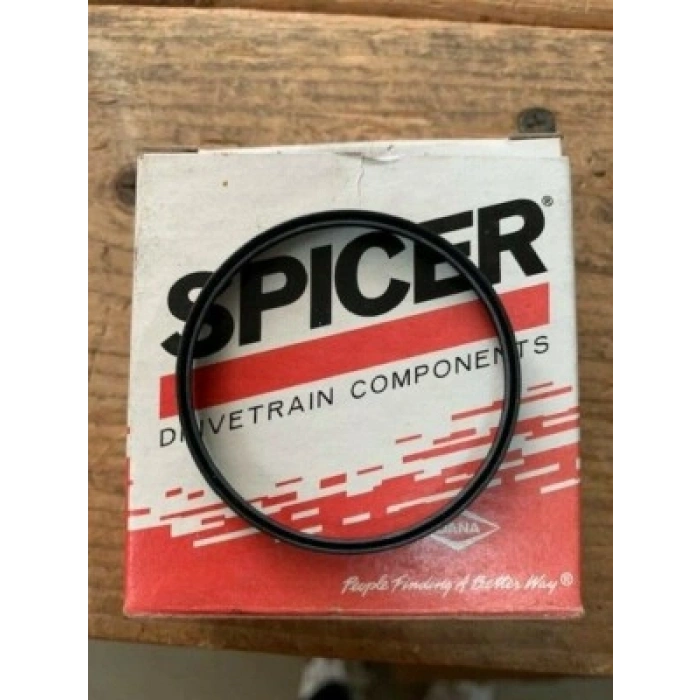 SPICER®
DRIVETRAIN COMPONENTS
DANA
People Finding A Better Way®